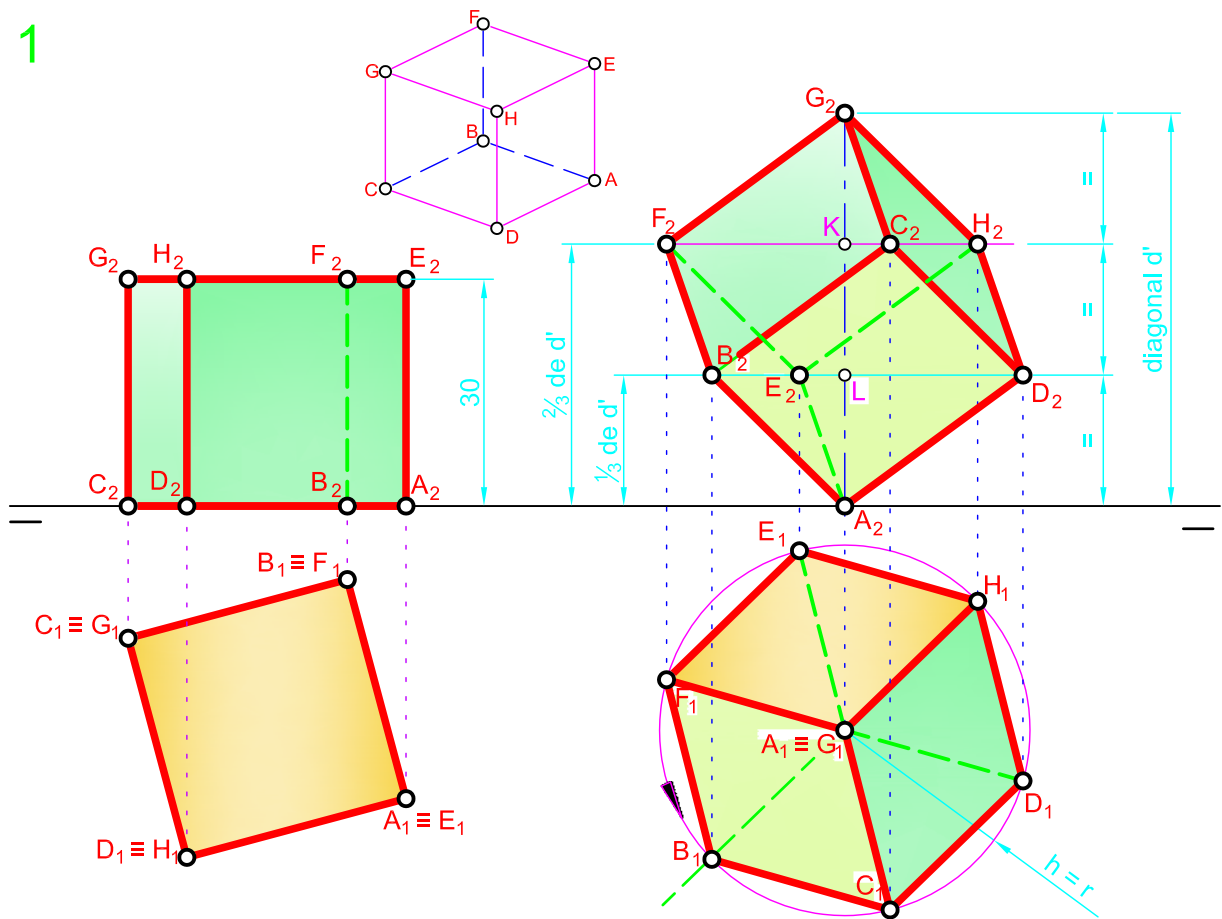 1
F
G
E
H
B
C
A
D
G₂
F₂
K
C₂
H₂
G₂
H₂
F₂
E₂
30
⅔ de d'
⅓ de d'
=
=
=
diagonal d'
B₂
E₂
L
D₂
C₂
D₂
B₂
A₂
A₂
B₁ ≡ F₁
C₁ ≡ G₁
D₁ ≡ H₁
A₁ ≡ E₁
E₁
H₁
F₁
A₁ ≡ G₁
D₁
B₁
C₁
h = r